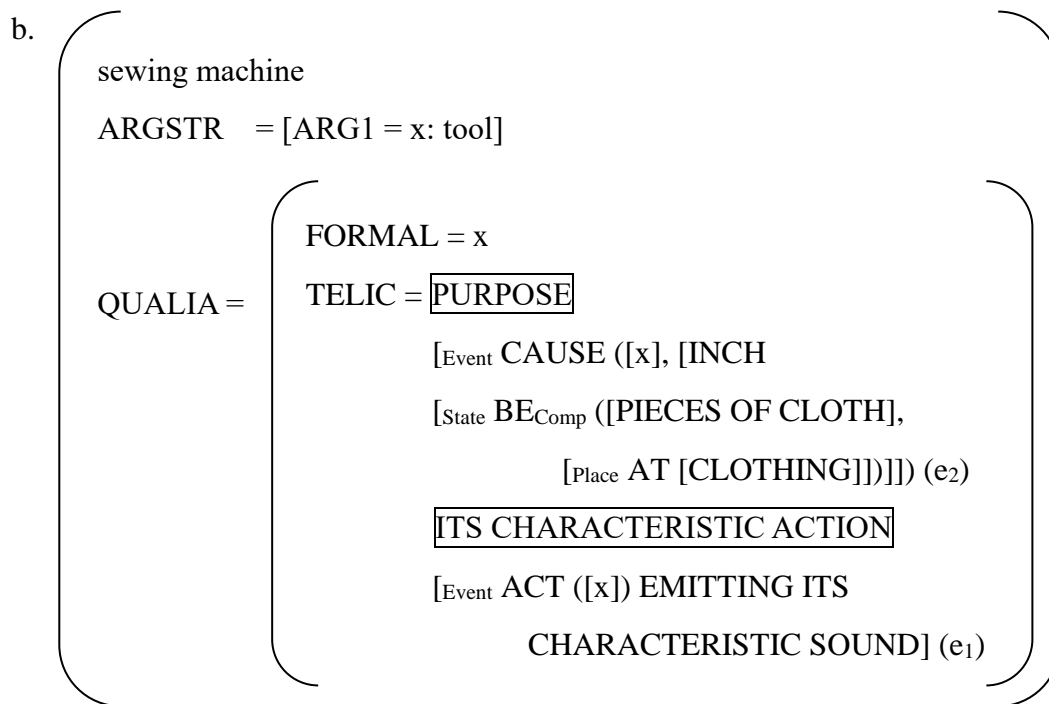 b.
sewing machine
ARGSTR = [ARG1 = x: tool]
FORMAL = x
QUALIA =
TELIC = PURPOSE
[Event CAUSE ([x], [INCH
[State BEComp ([PIECES OF CLOTH],
[Place AT [CLOTHING]])]]) (e2)
ITS CHARACTERISTIC ACTION
[Event ACT ([x]) EMITTING ITS
CHARACTERISTIC SOUND] (e1)